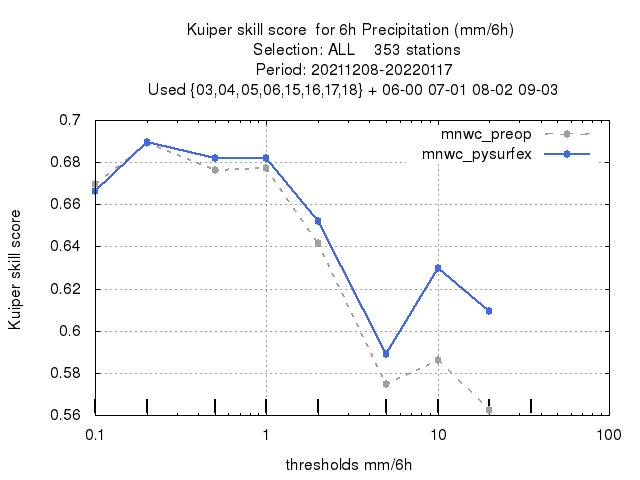 Kuiper skill score  for 6h Precipitation (mm/6h)
Selection: ALL    353 stations
Period: 20211208-20220117
Used {03,04,05,06,15,16,17,18} + 06-00 07-01 08-02 09-03
mnwc_preop
mnwc_pysurfex
Kuiper skill score
0.7
0.68
0.66
0.64
0.62
0.6
0.58
0.56
0.1
1
10
100
thresholds mm/6h